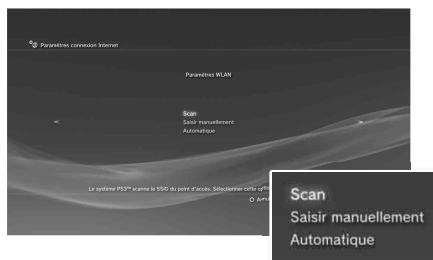 Paramètres connexion Internet
Paramètres WLAN
Scan
Saisir manuellement
Automatique
Le système PS3™ scanne le SSID du point d'accès. Sélectionner cette
Scan
Saisir manuellement
Automatique